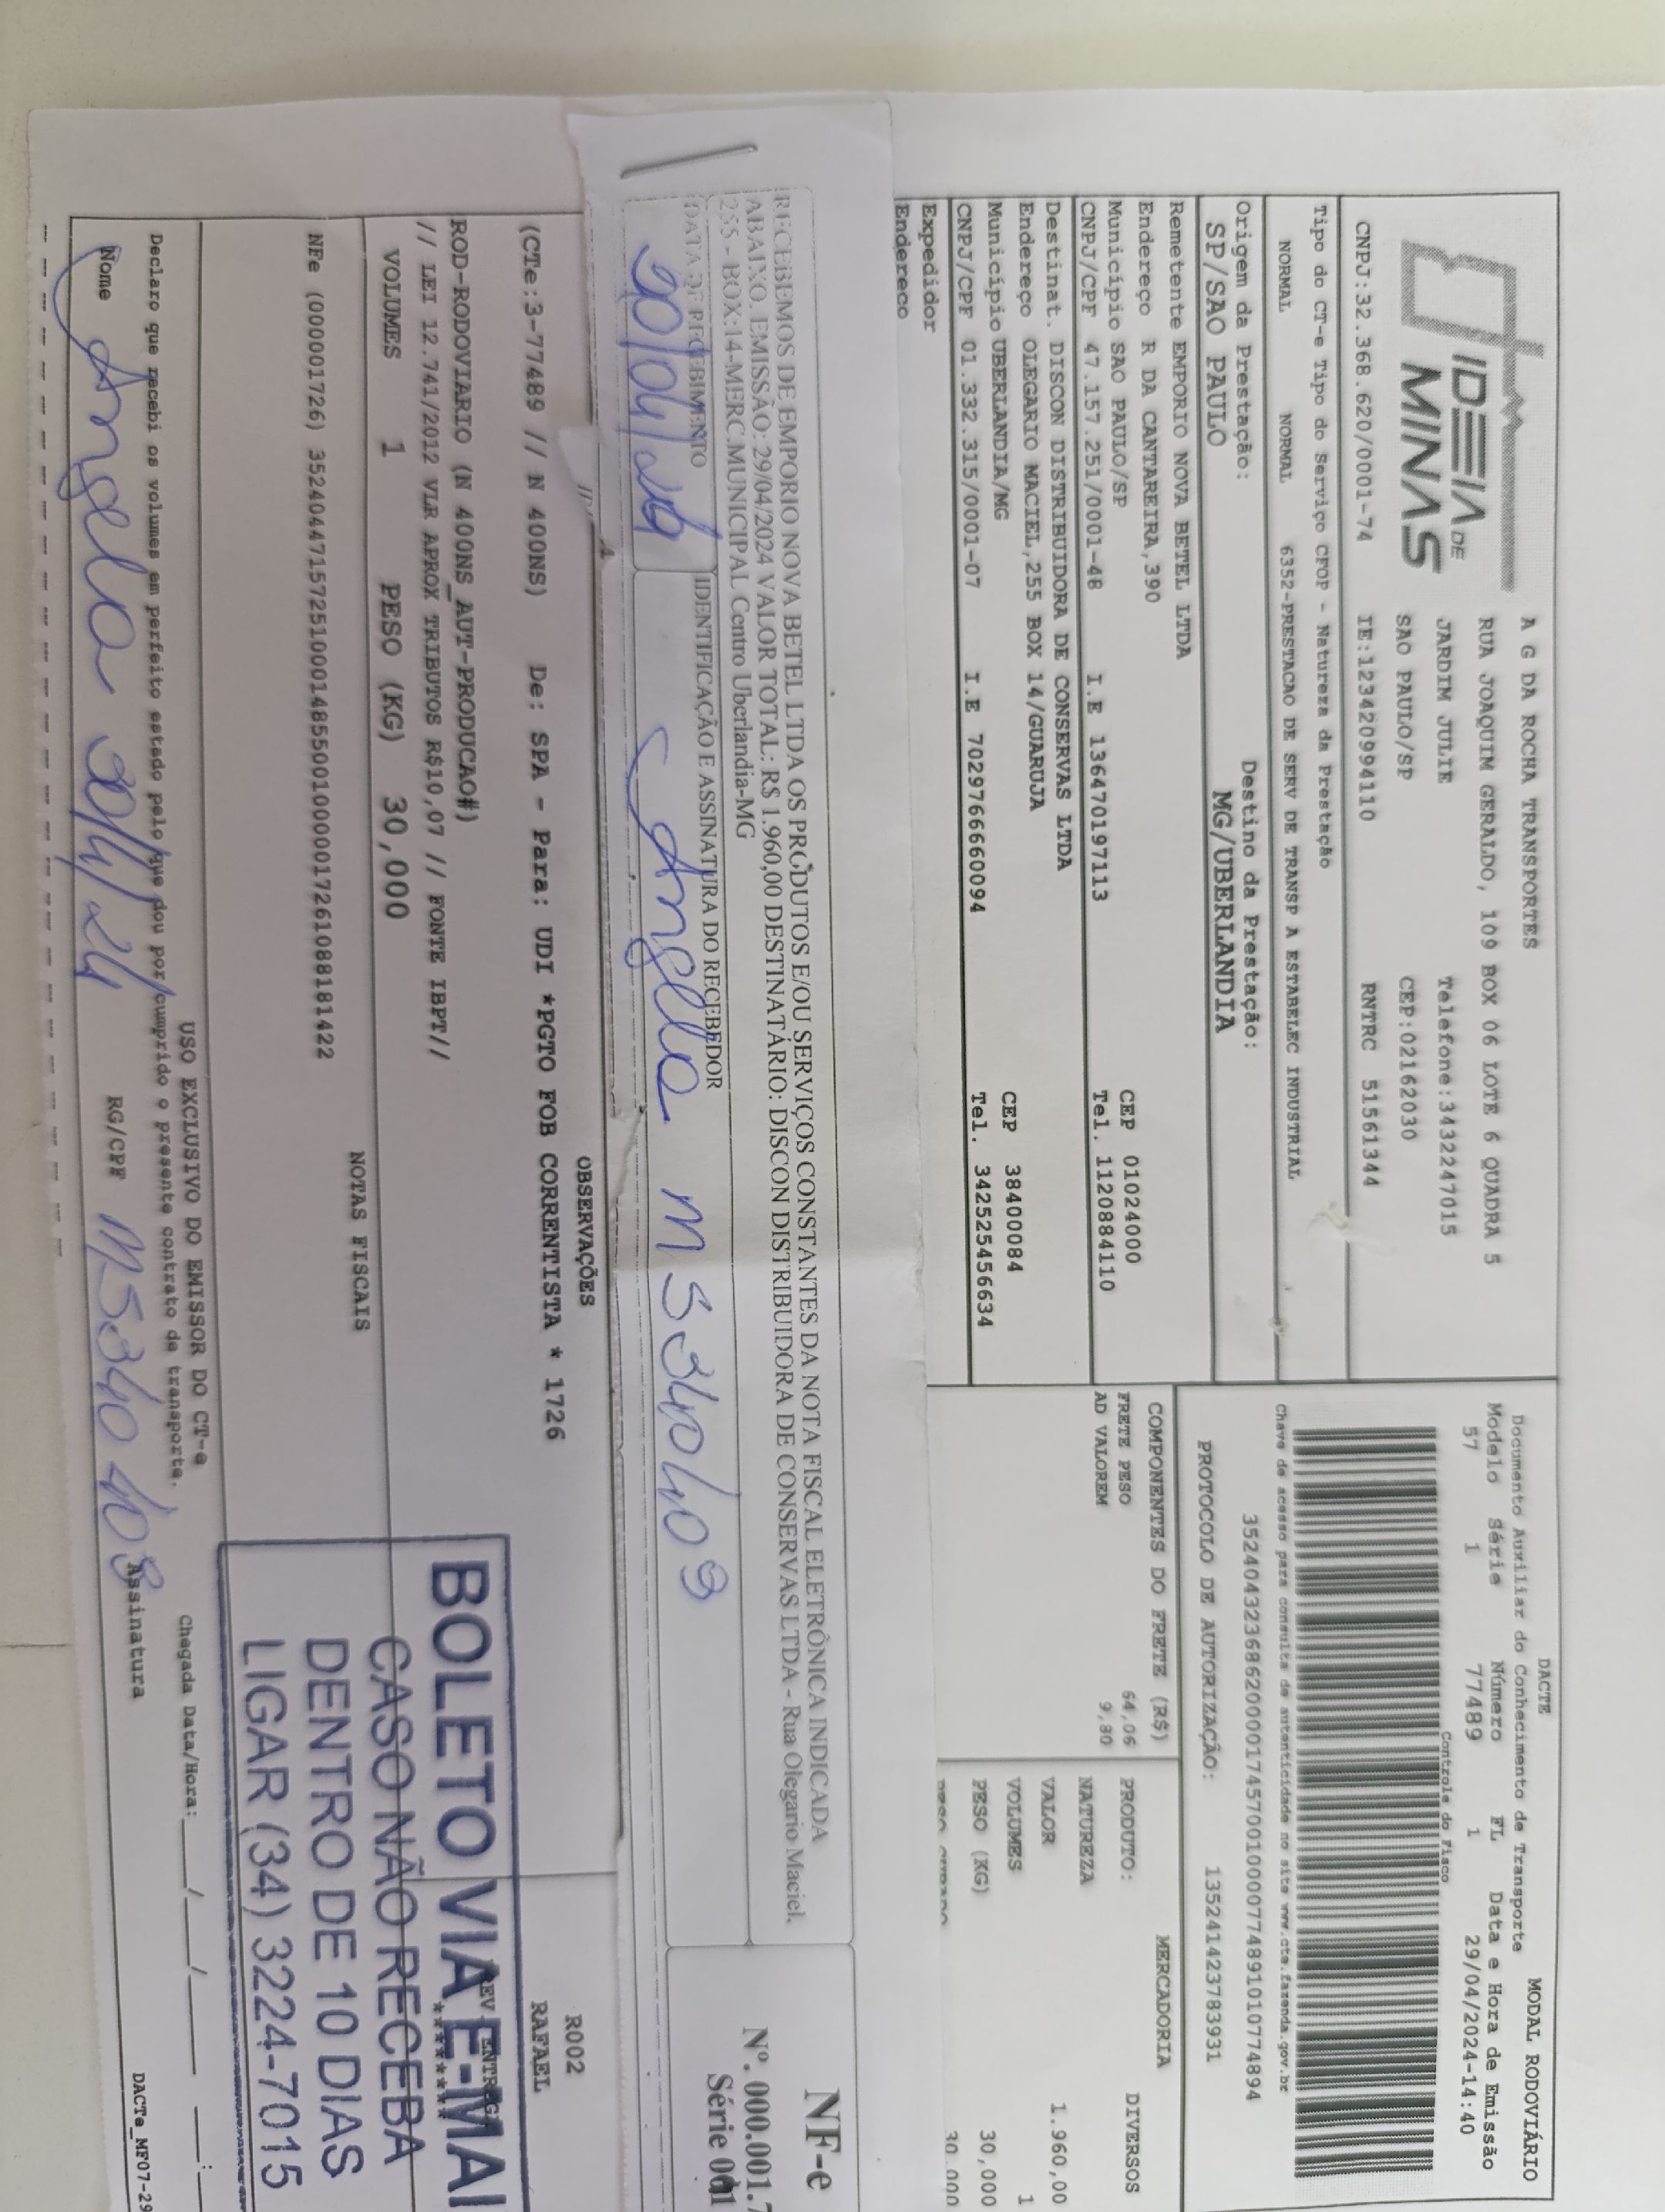 IDEIA DE
MINAS
A G DA ROCHA TRANSPORTES
RUA JOAQUIM GERALDO, 109 BOX 06 LOTE 6 QUADRA 5
JARDIM JULIE Telefone:3432247015
SAO PAULO/SP CEP:02162030
CNPJ:32.368.620/0001-74 IE:123420994110 RNTRC 51561344
Tipo do CT-e Tipo do Serviço CFOP - Natureza da Prestação
NORMAL NORMAL 6352-PRESTACAO DE SERV DE TRANSP A ESTABELEC INDUSTRIAL
Origem da Prestação: Destino da Prestação:
SP/SAO PAULO MG/UBERLANDIA
Remetente EMPORIO NOVA BETEL LTDA
Endereço R DA CANTAREIRA,390
Município SAO PAULO/SP CEP 01024000
CNPJ/CPF 47.157.251/0001-48 I.E 136470197113 Tel. 1120884110
Destinat. DISCON DISTRIBUIDORA DE CONSERVAS LTDA
Endereço OLEGARIO MACIEL,255 BOX 14/GUARUJA
Município UBERLANDIA/MG CEP 38400084
CNPJ/CPF 01.332.315/0001-07 I.E 7029766660094 Tel. 34252545 6634
Expedidor
Endereco
DACTE MODAL RODOVIÁRIO
Documento Auxiliar do Conhecimento de Transporte
Modelo Série Número FL Data e Hora de Emissão
57 1 77489 1 29/04/2024-14:40
Controle do Fisco
Chave de acesso para consulta de autenticidade no site www.cte.fazenda.gov.br
35240432368620000174570010000774891010774894
PROTOCOLO DE AUTORIZAÇÃO: 135241423783931
COMPONENTES DO FRETE (R$)
FRETE PESO 64,06
AD VALOREM 9,80
MERCADORIA
PRODUTO: DIVERSOS
NATUREZA
VALOR 1.960,00
VOLUMES 1
PESO (KG) 30,000
30.000
RECEBEMOS DE EMPORIO NOVA BETEL LTDA OS PRODUTOS E/OU SERVIÇOS CONSTANTES DA NOTA FISCAL ELETRÔNICA INDICADA
ABAIXO. EMISSÃO: 29/04/2024 VALOR TOTAL: R$ 1.960,00 DESTINATÁRIO: DISCON DISTRIBUIDORA DE CONSERVAS LTDA - Rua Olegario Maciel,
255 - BOX:14-MERC MUNICIPAL Centro Uberlandia-MG
DATA DE RECEBIMENTO IDENTIFICAÇÃO E ASSINATURA DO RECEBEDOR
30/04/24 Angela M5340409
NF-e
Nº. 000.001.7
Série 001
OBSERVAÇÕES
(CTe:3-77489 // N 400NS) De: SPA - Para: UDI *PGTO FOB CORRENTISTA * 1726
ROD-RODOVIARIO (N 400NS_AUT-PRODUCAO#)
// LEI 12.741/2012 VLR APROX TRIBUTOS R$10,07 // FONTE IBPT//
VOLUMES 1 PESO (KG) 30,000
R002
RAFAEL
NOTAS FISCAIS
NFe (000001726) 35240447157251000148550010000017261088181422
BOLETO VIA E-MAI
CASO NÃO RECEBA
DENTRO DE 10 DIAS
LIGAR (34) 3224-7015
USO EXCLUSIVO DO EMISSOR DO CT-e
Declaro que recebi os volumes em perfeito estado pelo que dou por cumprido o presente contrato de transporte.
Chegada Data/Hora: ___/___/___ __:__
Nome Angela 30/4/24 RG/CPF M5340408 Assinatura
DACTe_MF07-29